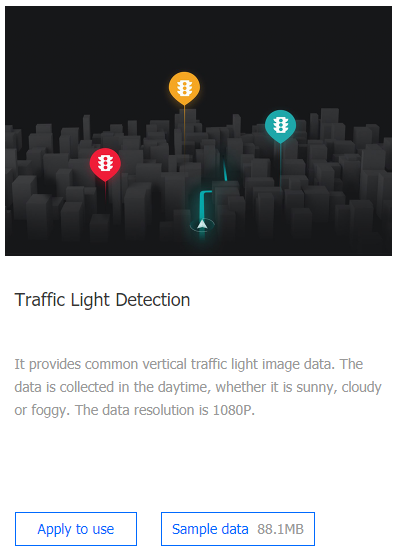 Traffic Light Detection
It provides common vertical traffic light image data. The
data is collected in the daytime, whether it is sunny, cloudy
or foggy. The data resolution is 1080P.
Apply to use
Sample data 88.1MB